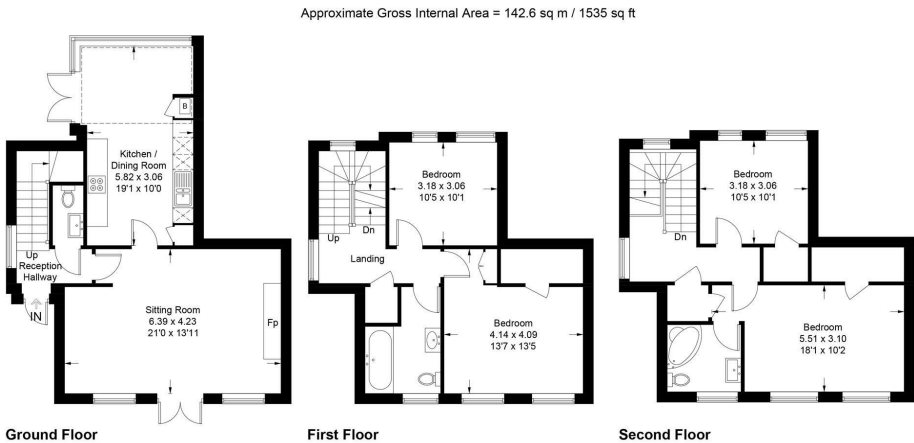 Approximate Gross Internal Area = 142.6 sq m / 1535 sq ft
B
Kitchen /
Dining Room
5.82 x 3.06
19'1 x 10'0
Up
Reception
Hallway
IN
Sitting Room
6.39 x 4.23
21'0 x 13'11
Fp
Ground Floor
Bedroom
3.18 x 3.06
10'5 x 10'1
Up
Dn
Landing
Bedroom
4.14 x 4.09
13'7 x 13'5
First Floor
Bedroom
3.18 x 3.06
10'5 x 10'1
Dn
Bedroom
5.51 x 3.10
18'1 x 10'2
Second Floor